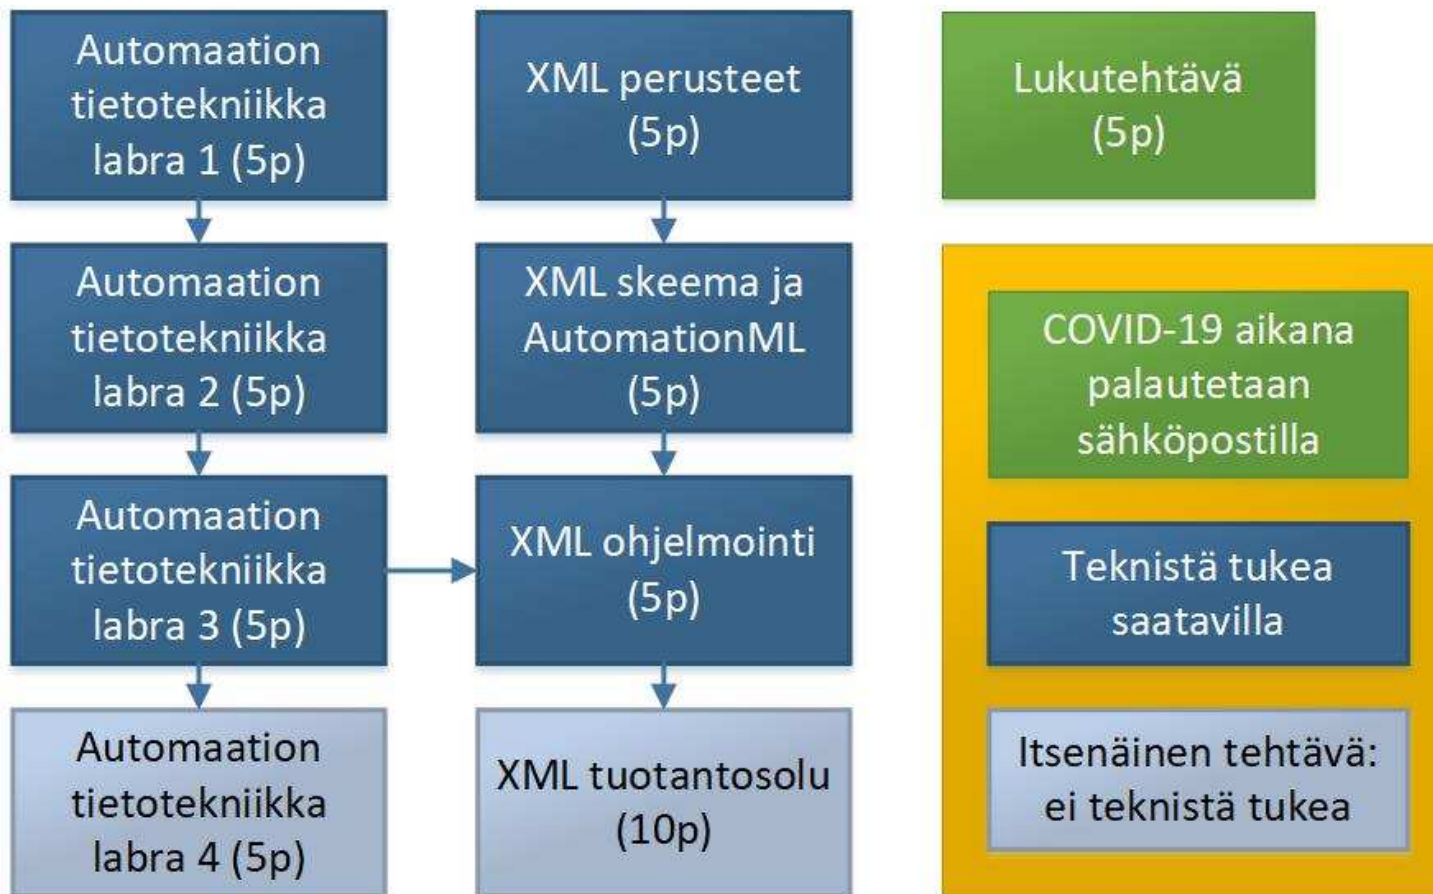 Automaation
tietotekniikka
labra 1 (5p)
XML perusteet
(5p)
Lukutehtävä
(5p)
Automaation
tietotekniikka
labra 2 (5p)
XML skeema ja
AutomationML
(5p)
COVID-19 aikana
palautetaan
sähköpostilla
Automaation
tietotekniikka
labra 3 (5p)
XML ohjelmointi
(5p)
Teknistä tukea
saatavilla
Automaation
tietotekniikka
labra 4 (5p)
XML tuotantosolu
(10p)
Itsenäinen tehtävä:
ei teknistä tukea